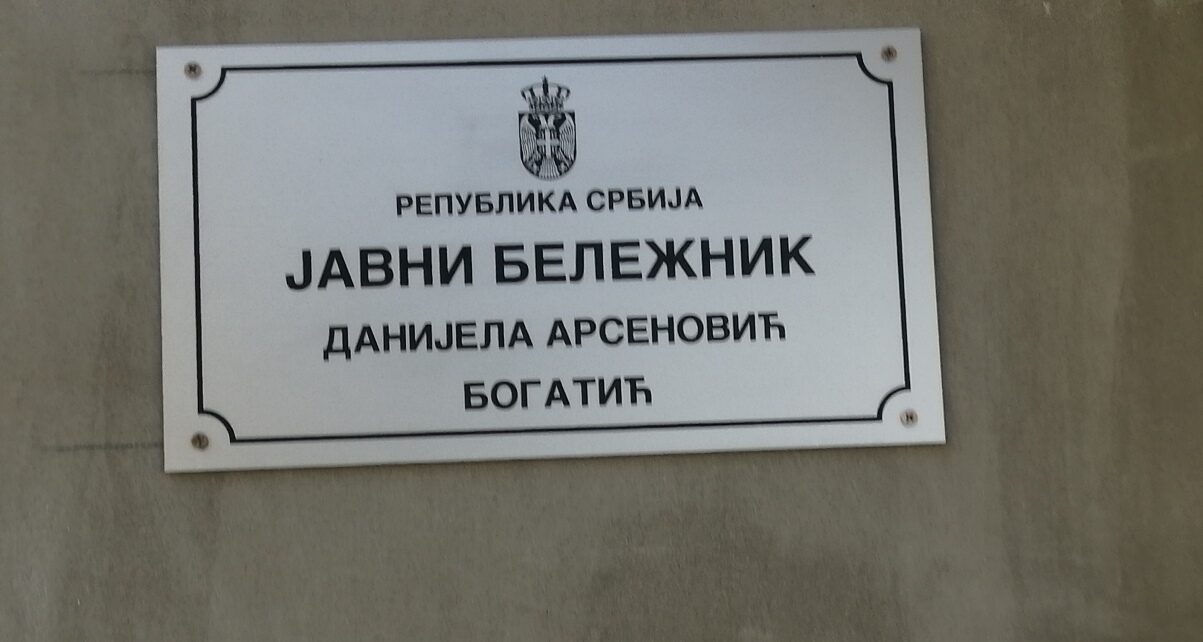 РЕПУБЛИКА СРБИЈА
ЈАВНИ БЕЛЕЖНИК
ДАНИЈЕЛА АРСЕНОВИЋ
БОГАТИЋ